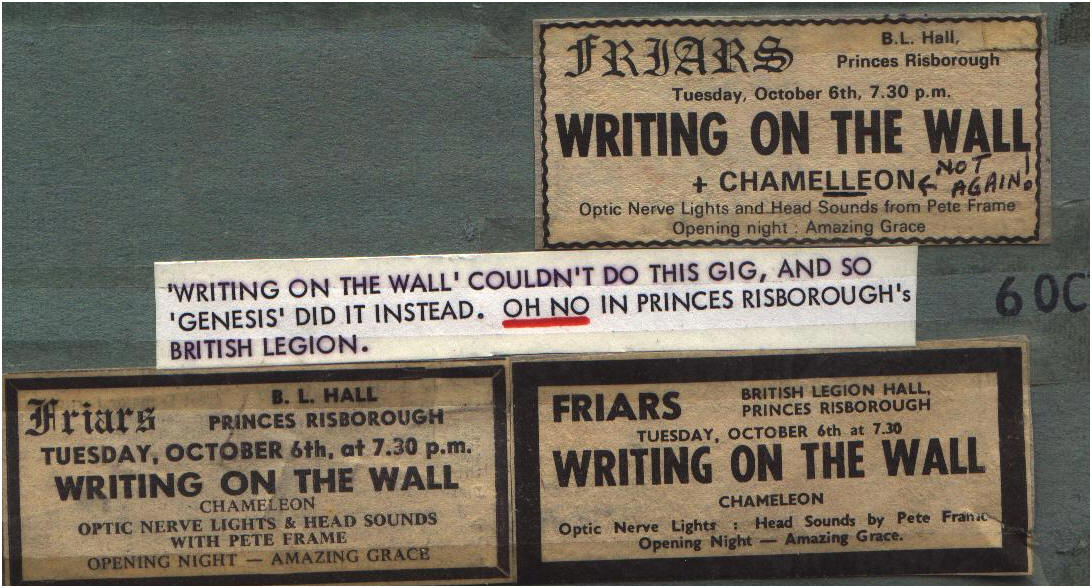 FRIARS
B.L. Hall,
Princes Risborough
Tuesday, October 6th, 7.30 p.m.
WRITING ON THE WALL
+ CHAMELLEON ← NOT AGAIN!
Optic Nerve Lights and Head Sounds from Pete Frame
Opening night : Amazing Grace
'WRITING ON THE WALL' COULDN'T DO THIS GIG, AND SO
'GENESIS' DID IT INSTEAD. OH NO IN PRINCES RISBOROUGH's
BRITISH LEGION.
60C
Friars
B. L. HALL
PRINCES RISBOROUGH
TUESDAY, OCTOBER 6th, at 7.30 p.m.
WRITING ON THE WALL
CHAMELEON
OPTIC NERVE LIGHTS & HEAD SOUNDS
WITH PETE FRAME
OPENING NIGHT — AMAZING GRACE
FRIARS
BRITISH LEGION HALL,
PRINCES RISBOROUGH
TUESDAY, OCTOBER 6th at 7.30
WRITING ON THE WALL
CHAMELEON
Optic Nerve Lights : Head Sounds by Pete Frame
Opening Night — Amazing Grace.